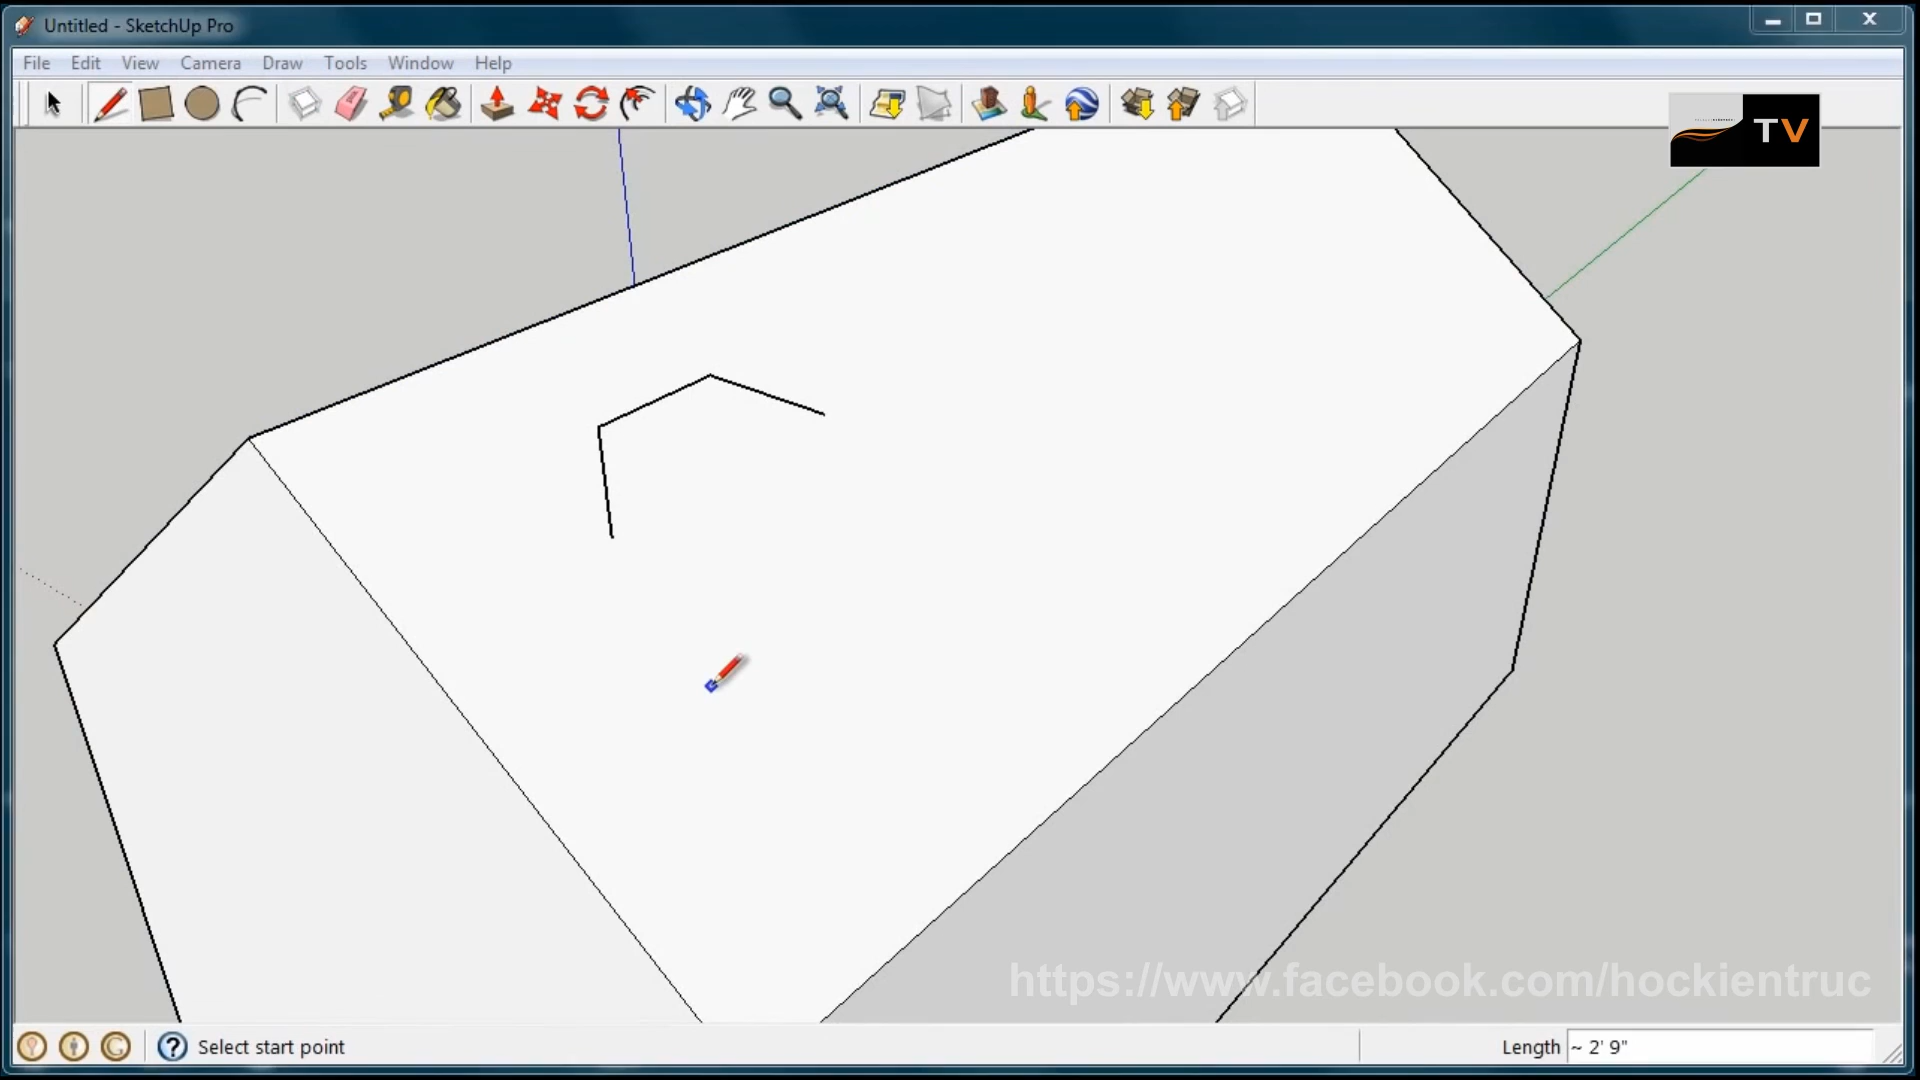 Untitled - SketchUp Pro
File Edit View Camera Draw Tools Window Help
TV
https://www.facebook.com/hockientruc
Select start point
Length ~ 2' 9"